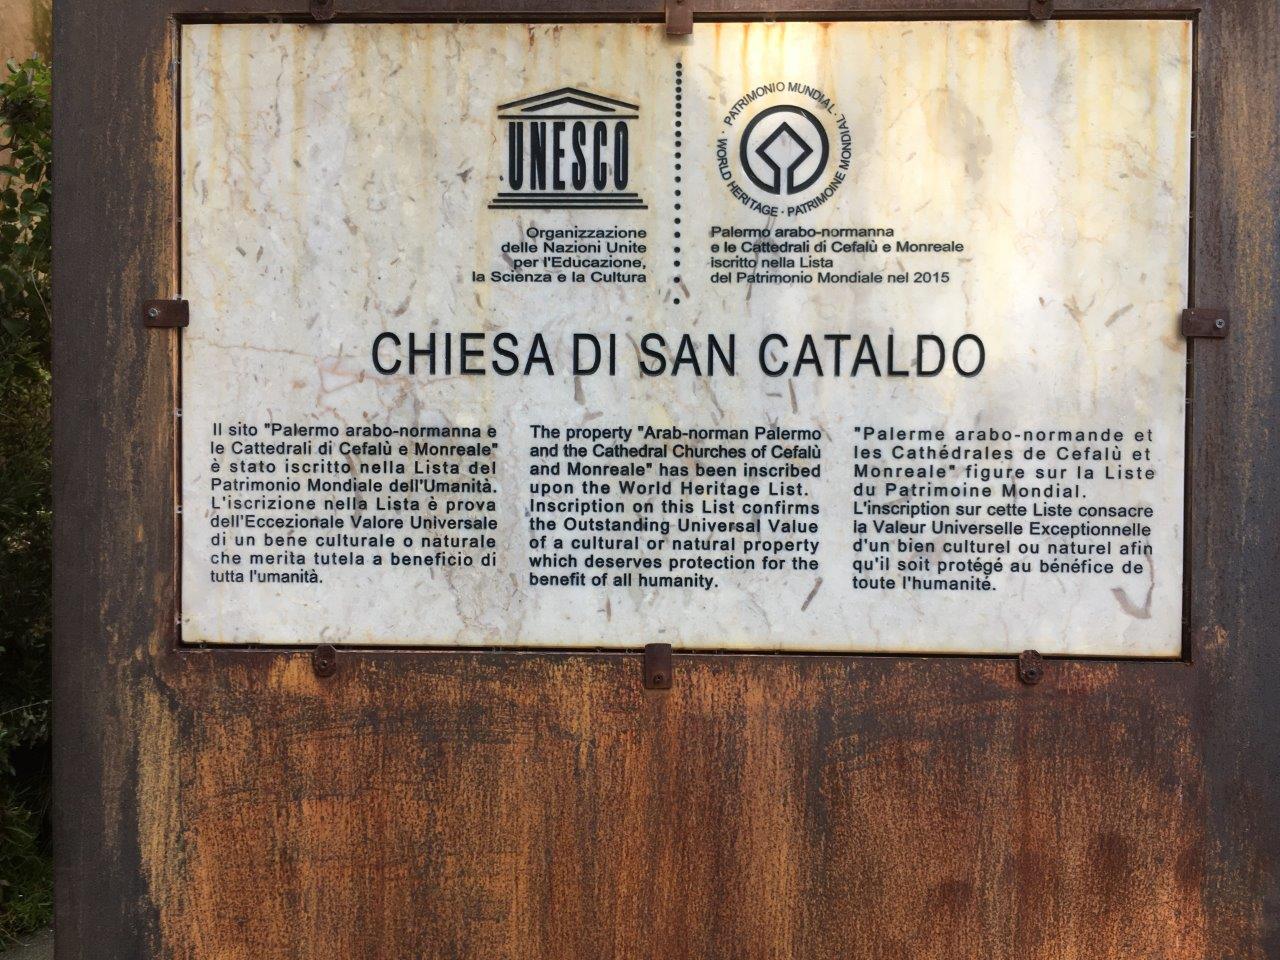 UNESCO
Organizzazione
delle Nazioni Unite
per l'Educazione,
la Scienza e la Cultura
PATRIMONIO MUNDIAL · WORLD HERITAGE · PATRIMOINE MONDIAL ·
Palermo arabo-normanna
e le Cattedrali di Cefalù e Monreale
iscritto nella Lista
del Patrimonio Mondiale nel 2015
CHIESA DI SAN CATALDO
Il sito "Palermo arabo-normanna e
le Cattedrali di Cefalù e Monreale"
è stato iscritto nella Lista del
Patrimonio Mondiale dell'Umanità.
L'iscrizione nella Lista è prova
dell'Eccezionale Valore Universale
di un bene culturale o naturale
che merita tutela a beneficio di
tutta l'umanità.
The property "Arab-norman Palermo
and the Cathedral Churches of Cefalù
and Monreale" has been inscribed
upon the World Heritage List.
Inscription on this List confirms
the Outstanding Universal Value
of a cultural or natural property
which deserves protection for the
benefit of all humanity.
"Palerme arabo-normande et
les Cathédrales de Cefalù et
Monreale" figure sur la Liste
du Patrimoine Mondial.
L'inscription sur cette Liste consacre
la Valeur Universelle Exceptionnelle
d'un bien culturel ou naturel afin
qu'il soit protégé au bénéfice de
toute l'humanité.